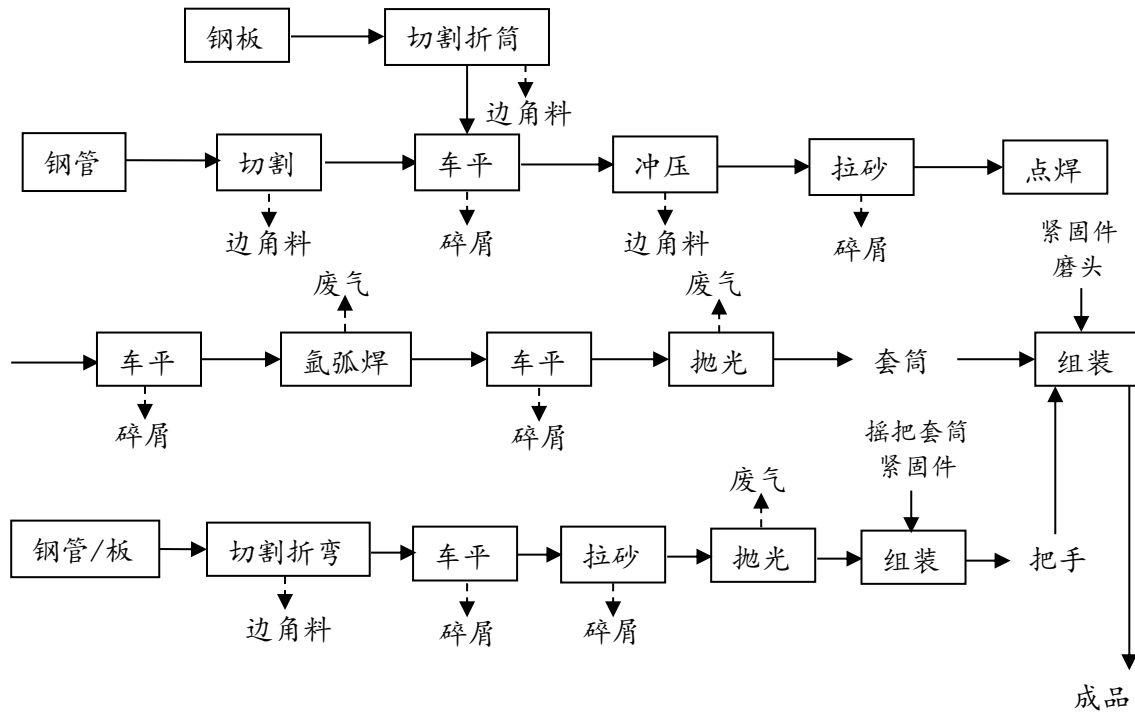 钢板
切割折筒
边角料
钢管
切割
车平
冲压
拉砂
点焊
边角料
碎屑
边角料
碎屑
紧固件
磨头
废气
废气
车平
氩弧焊
车平
抛光
套筒
组装
碎屑
碎屑
摇把套筒
紧固件
废气
钢管/板
切割折弯
车平
拉砂
抛光
组装
把手
边角料
碎屑
碎屑
成品